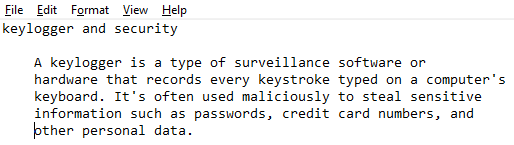 File Edit Format View Help
keylogger and security
A keylogger is a type of surveillance software or
hardware that records every keystroke typed on a computer's
keyboard. It's often used maliciously to steal sensitive
information such as passwords, credit card numbers, and
other personal data.